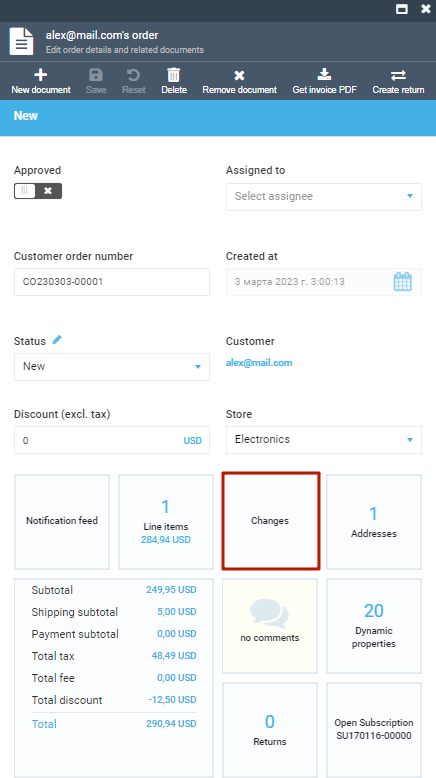 alex@mail.com's order
Edit order details and related documents
New document Save Reset Delete Remove document Get invoice PDF Create return
New
Approved Assigned to
Select assignee
Customer order number Created at
CO230303-00001 3 марта 2023 г. 3:00:13
Status Customer
New alex@mail.com
Discount (excl. tax) Store
0 USD Electronics
1
Notification feed Line items Changes
284,94 USD
1
Addresses
Subtotal 249,95 USD
Shipping subtotal 5,00 USD
Payment subtotal 0,00 USD
Total tax 48,49 USD
Total fee 0,00 USD
Total discount -12,50 USD
Total 290,94 USD
no comments
20
Dynamic
properties
0
Returns
Open Subscription
SU170116-00000